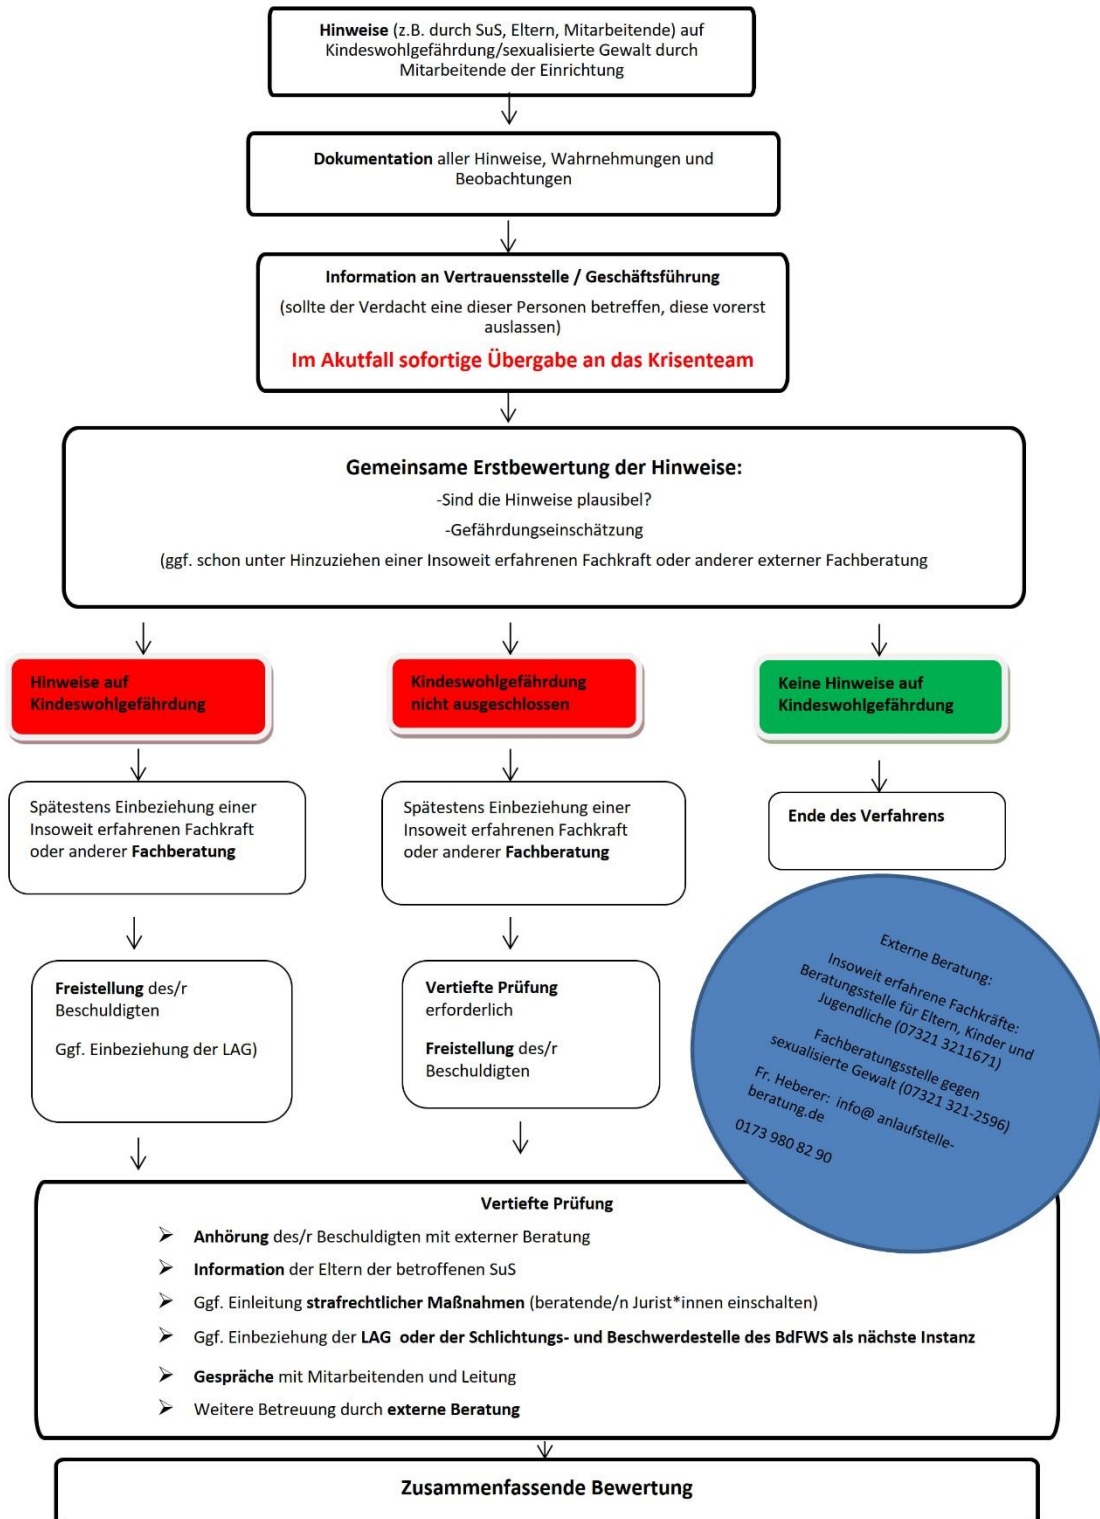 Hinweise (z.B. durch SuS, Eltern, Mitarbeitende) auf
Kindeswohlgefährdung/sexualisierte Gewalt durch
Mitarbeitende der Einrichtung
Dokumentation aller Hinweise, Wahrnehmungen und
Beobachtungen
Information an Vertrauensstelle / Geschäftsführung
(sollte der Verdacht eine dieser Personen betreffen, diese vorerst
auslassen)
Im Akutfall sofortige Übergabe an das Krisenteam
Gemeinsame Erstbewertung der Hinweise:
-Sind die Hinweise plausibel?
-Gefährdungseinschätzung
(ggf. schon unter Hinzuziehen einer Insoweit erfahrenen Fachkraft oder anderer externer Fachberatung
Hinweise auf
Kindeswohlgefährdung
Kindeswohlgefährdung
nicht ausgeschlossen
Keine Hinweise auf
Kindeswohlgefährdung
Spätestens Einbeziehung einer
Insoweit erfahrenen Fachkraft
oder anderer Fachberatung
Spätestens Einbeziehung einer
Insoweit erfahrenen Fachkraft
oder anderer Fachberatung
Ende des Verfahrens
Freistellung des/r
Beschuldigten
Ggf. Einbeziehung der LAG)
Vertiefte Prüfung
erforderlich
Freistellung des/r
Beschuldigten
Externe Beratung:
Insoweit erfahrene Fachkräfte:
Beratungsstelle für Eltern, Kinder und
Jugendliche (07321 3211671)
Fachberatungsstelle gegen
sexualisierte Gewalt (07321 321-2596)
Fr. Heberer: info@ anlaufstelle-
beratung.de
0173 980 82 90
Vertiefte Prüfung
➢ Anhörung des/r Beschuldigten mit externer Beratung
➢ Information der Eltern der betroffenen SuS
➢ Ggf. Einleitung strafrechtlicher Maßnahmen (beratende/n Jurist*innen einschalten)
➢ Ggf. Einbeziehung der LAG oder der Schlichtungs- und Beschwerdestelle des BdFWS als nächste Instanz
➢ Gespräche mit Mitarbeitenden und Leitung
➢ Weitere Betreuung durch externe Beratung
Zusammenfassende Bewertung